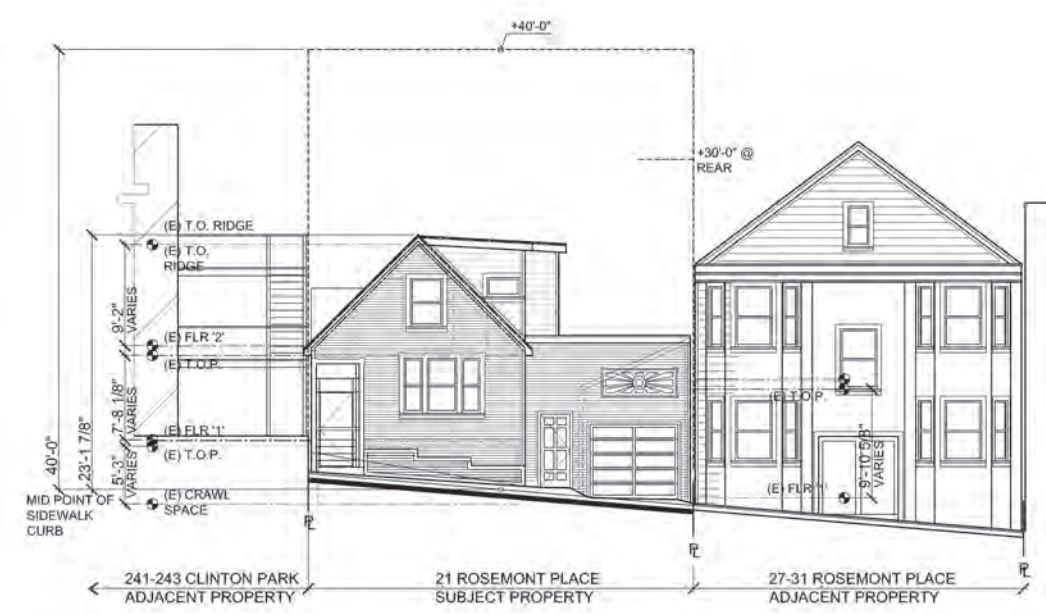 +40'-0"
+30'-0" @
REAR
(E) T.O. RIDGE
(E) T.O.
RIDGE
9'-2"
VARIES
(E) FLR '2'
(E) T.O.P.
7'-8 1/8"
VARIES
40'-0"
23'-1 7/8"
(E) FLR '1'
(E) T.O.P.
5'-3"
VARIES
(E) CRAWL
SPACE
MID POINT OF
SIDEWALK
CURB
(E) T.O.P.
9'-10 5/8"
VARIES
(E) FLR
PL
PL
PL
241-243 CLINTON PARK
ADJACENT PROPERTY
21 ROSEMONT PLACE
SUBJECT PROPERTY
27-31 ROSEMONT PLACE
ADJACENT PROPERTY